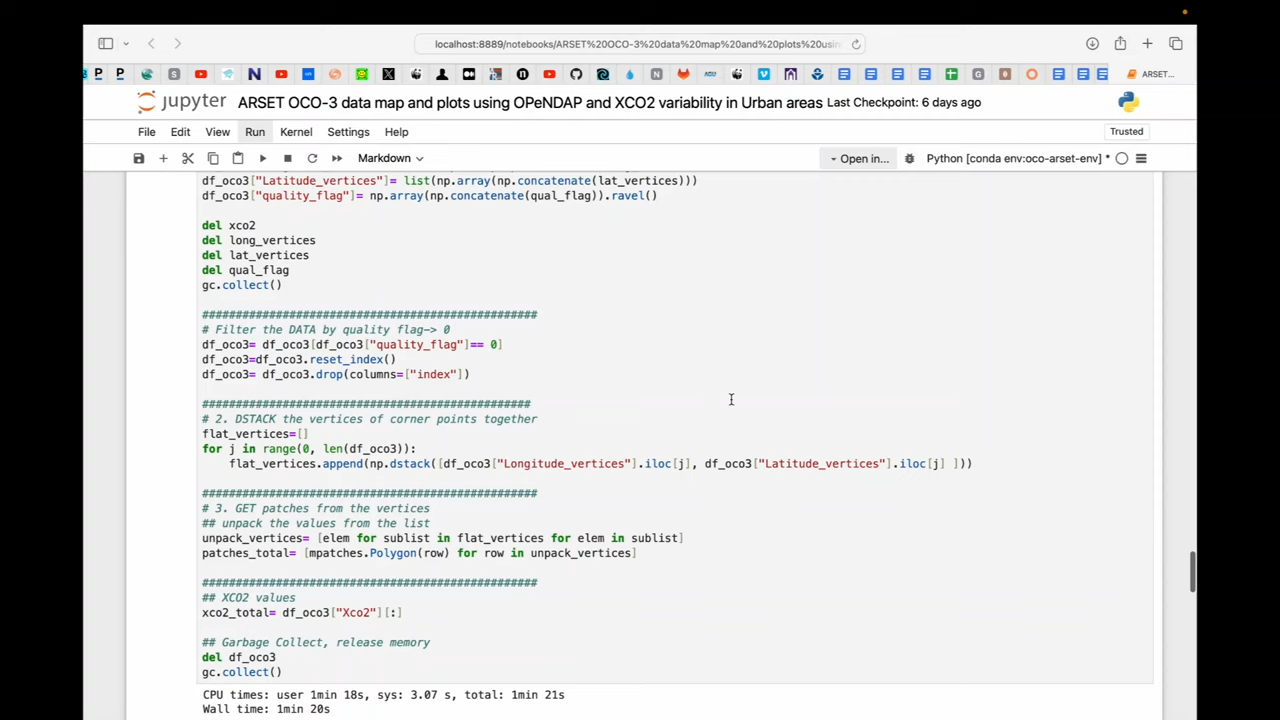 localhost:8889/notebooks/ARSET%20OCO-3%20data%20map%20and%20plots%20usin
ARSET...
jupyter ARSET OCO-3 data map and plots using OPeNDAP and XCO2 variability in Urban areas Last Checkpoint: 6 days ago
File Edit View Run Kernel Settings Help Trusted
Markdown Open in... Python [conda env:oco-arset-env] *
df_oco3["Latitude_vertices"]= list(np.array(np.concatenate(lat_vertices)))
df_oco3["quality_flag"]= np.array(np.concatenate(qual_flag)).ravel()
del xco2
del long_vertices
del lat_vertices
del qual_flag
gc.collect()
##################################################
# Filter the DATA by quality flag-> 0
df_oco3= df_oco3[df_oco3["quality_flag"]== 0]
df_oco3=df_oco3.reset_index()
df_oco3= df_oco3.drop(columns=["index"])
#################################################
# 2. DSTACK the vertices of corner points together
flat_vertices=[]
for j in range(0, len(df_oco3)):
    flat_vertices.append(np.dstack([df_oco3["Longitude_vertices"].iloc[j], df_oco3["Latitude_vertices"].iloc[j] ]))
##################################################
# 3. GET patches from the vertices
## unpack the values from the list
unpack_vertices= [elem for sublist in flat_vertices for elem in sublist]
patches_total= [mpatches.Polygon(row) for row in unpack_vertices]
##################################################
## XCO2 values
xco2_total= df_oco3["Xco2"][:]
## Garbage Collect, release memory
del df_oco3
gc.collect()
CPU times: user 1min 18s, sys: 3.07 s, total: 1min 21s
Wall time: 1min 20s